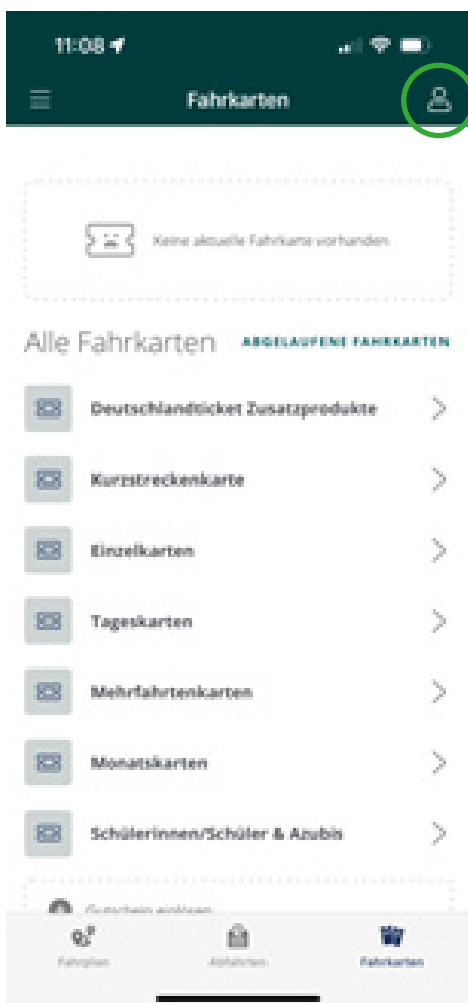 11:08
Fahrkarten
Keine aktuelle Fahrkarte vorhanden
Alle Fahrkarten
ABGELAUFENE FAHRKARTEN
Deutschlandticket Zusatzprodukte
Kurzstreckenkarte
Einzelkarten
Tageskarten
Mehrfahrtenkarten
Monatskarten
Schülerinnen/Schüler & Azubis
Gutschein einlösen
Fahrplan
Abfahrten
Fahrkarten